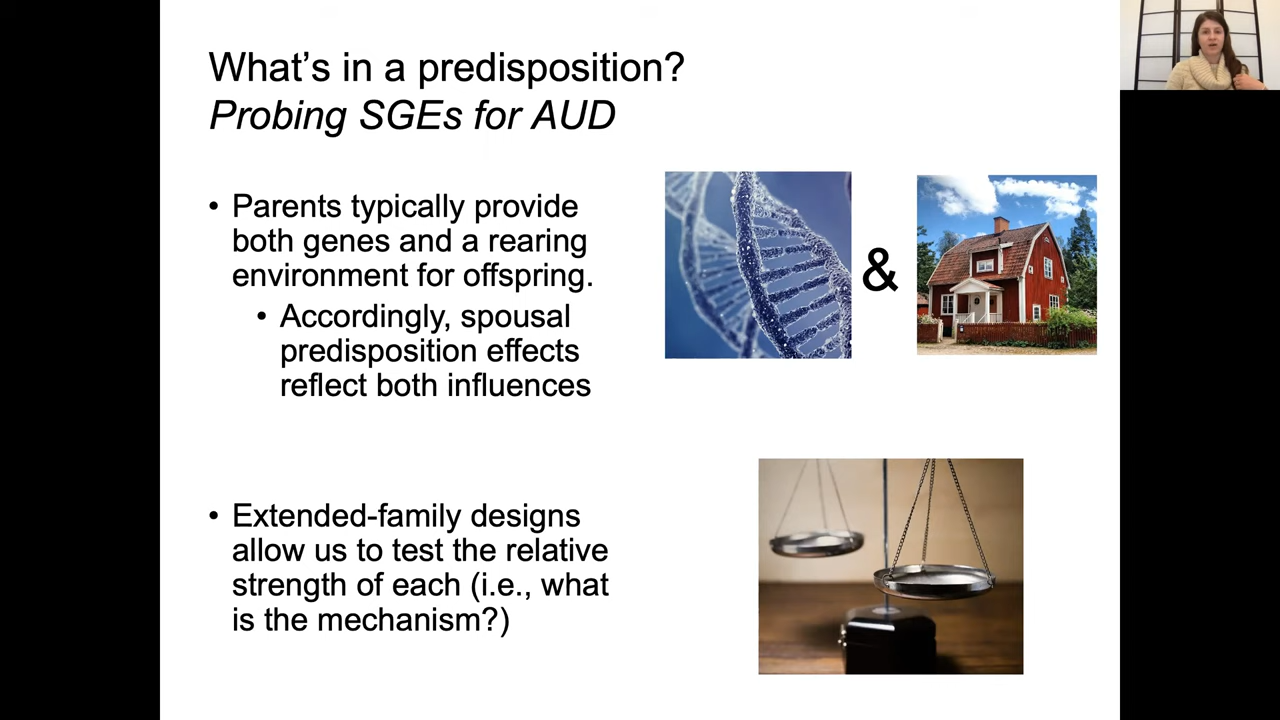 What's in a predisposition?
Probing SGEs for AUD
• Parents typically provide
both genes and a rearing
environment for offspring.
• Accordingly, spousal
predisposition effects
reflect both influences
&
• Extended-family designs
allow us to test the relative
strength of each (i.e., what
is the mechanism?)